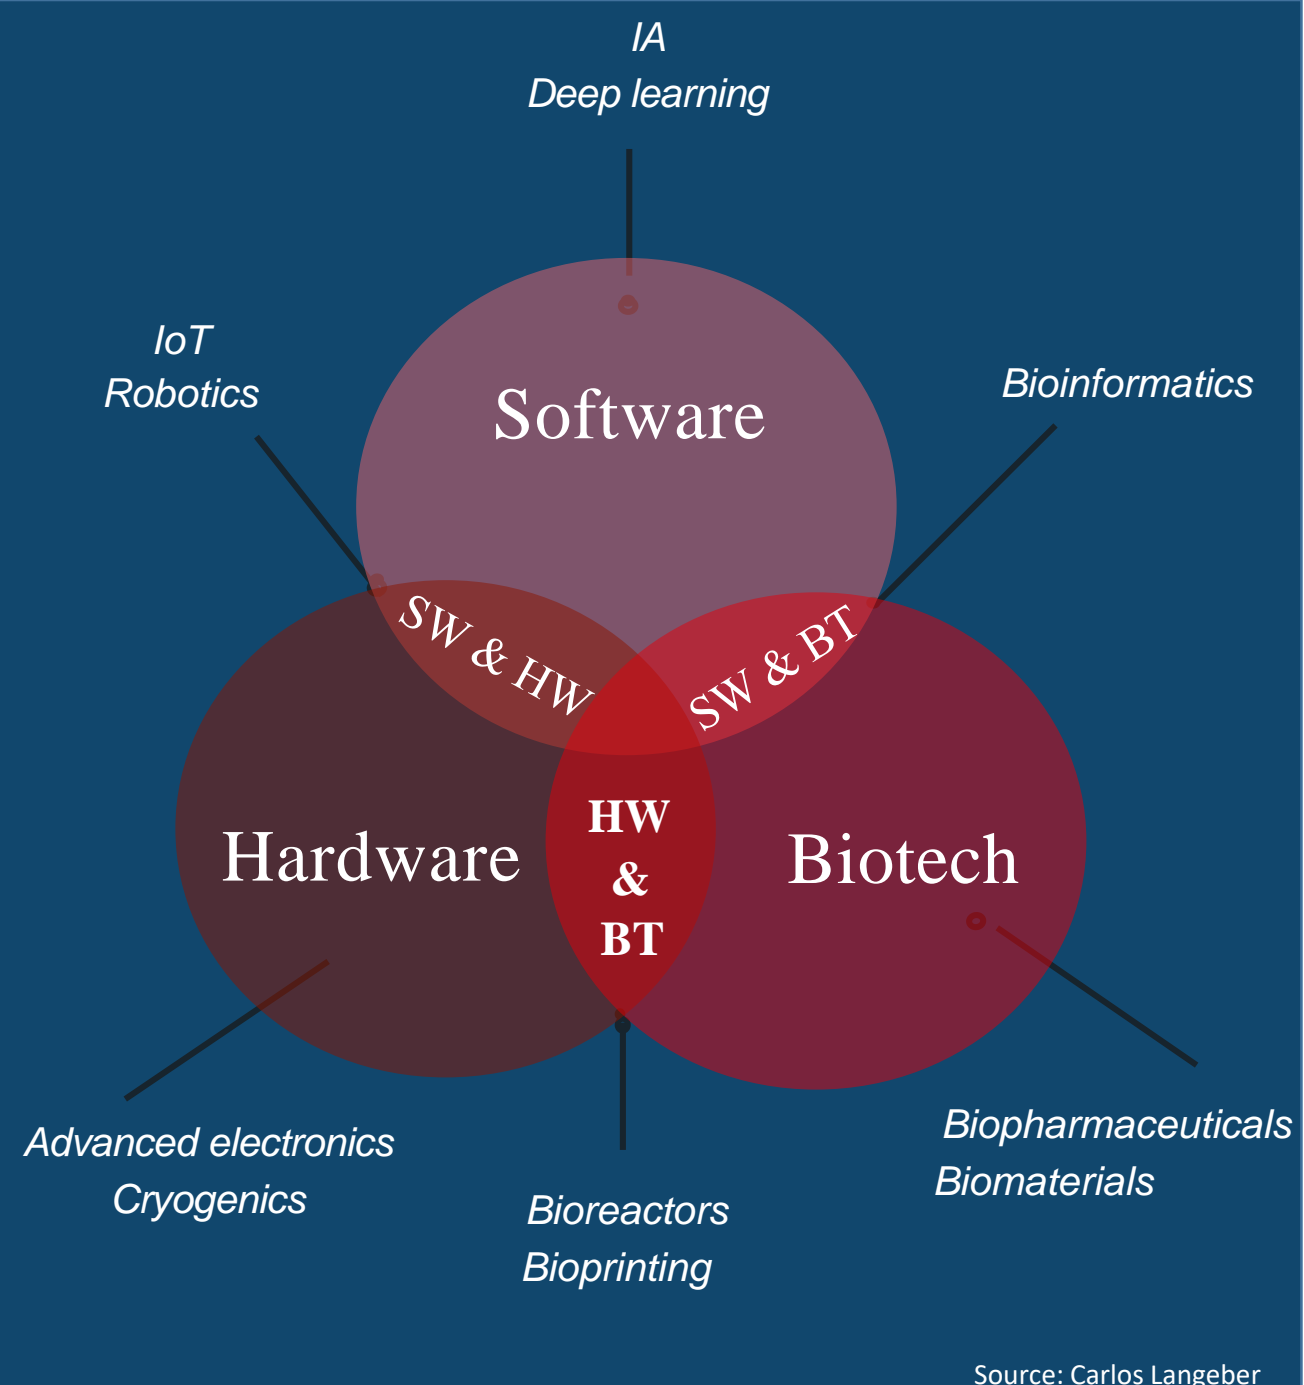 IA
Deep learning
IoT
Robotics
Bioinformatics
Software
SW & HW
SW & BT
HW
&
BT
Hardware
Biotech
Advanced electronics
Cryogenics
Bioreactors
Bioprinting
Biopharmaceuticals
Biomaterials
Source: Carlos Langeber